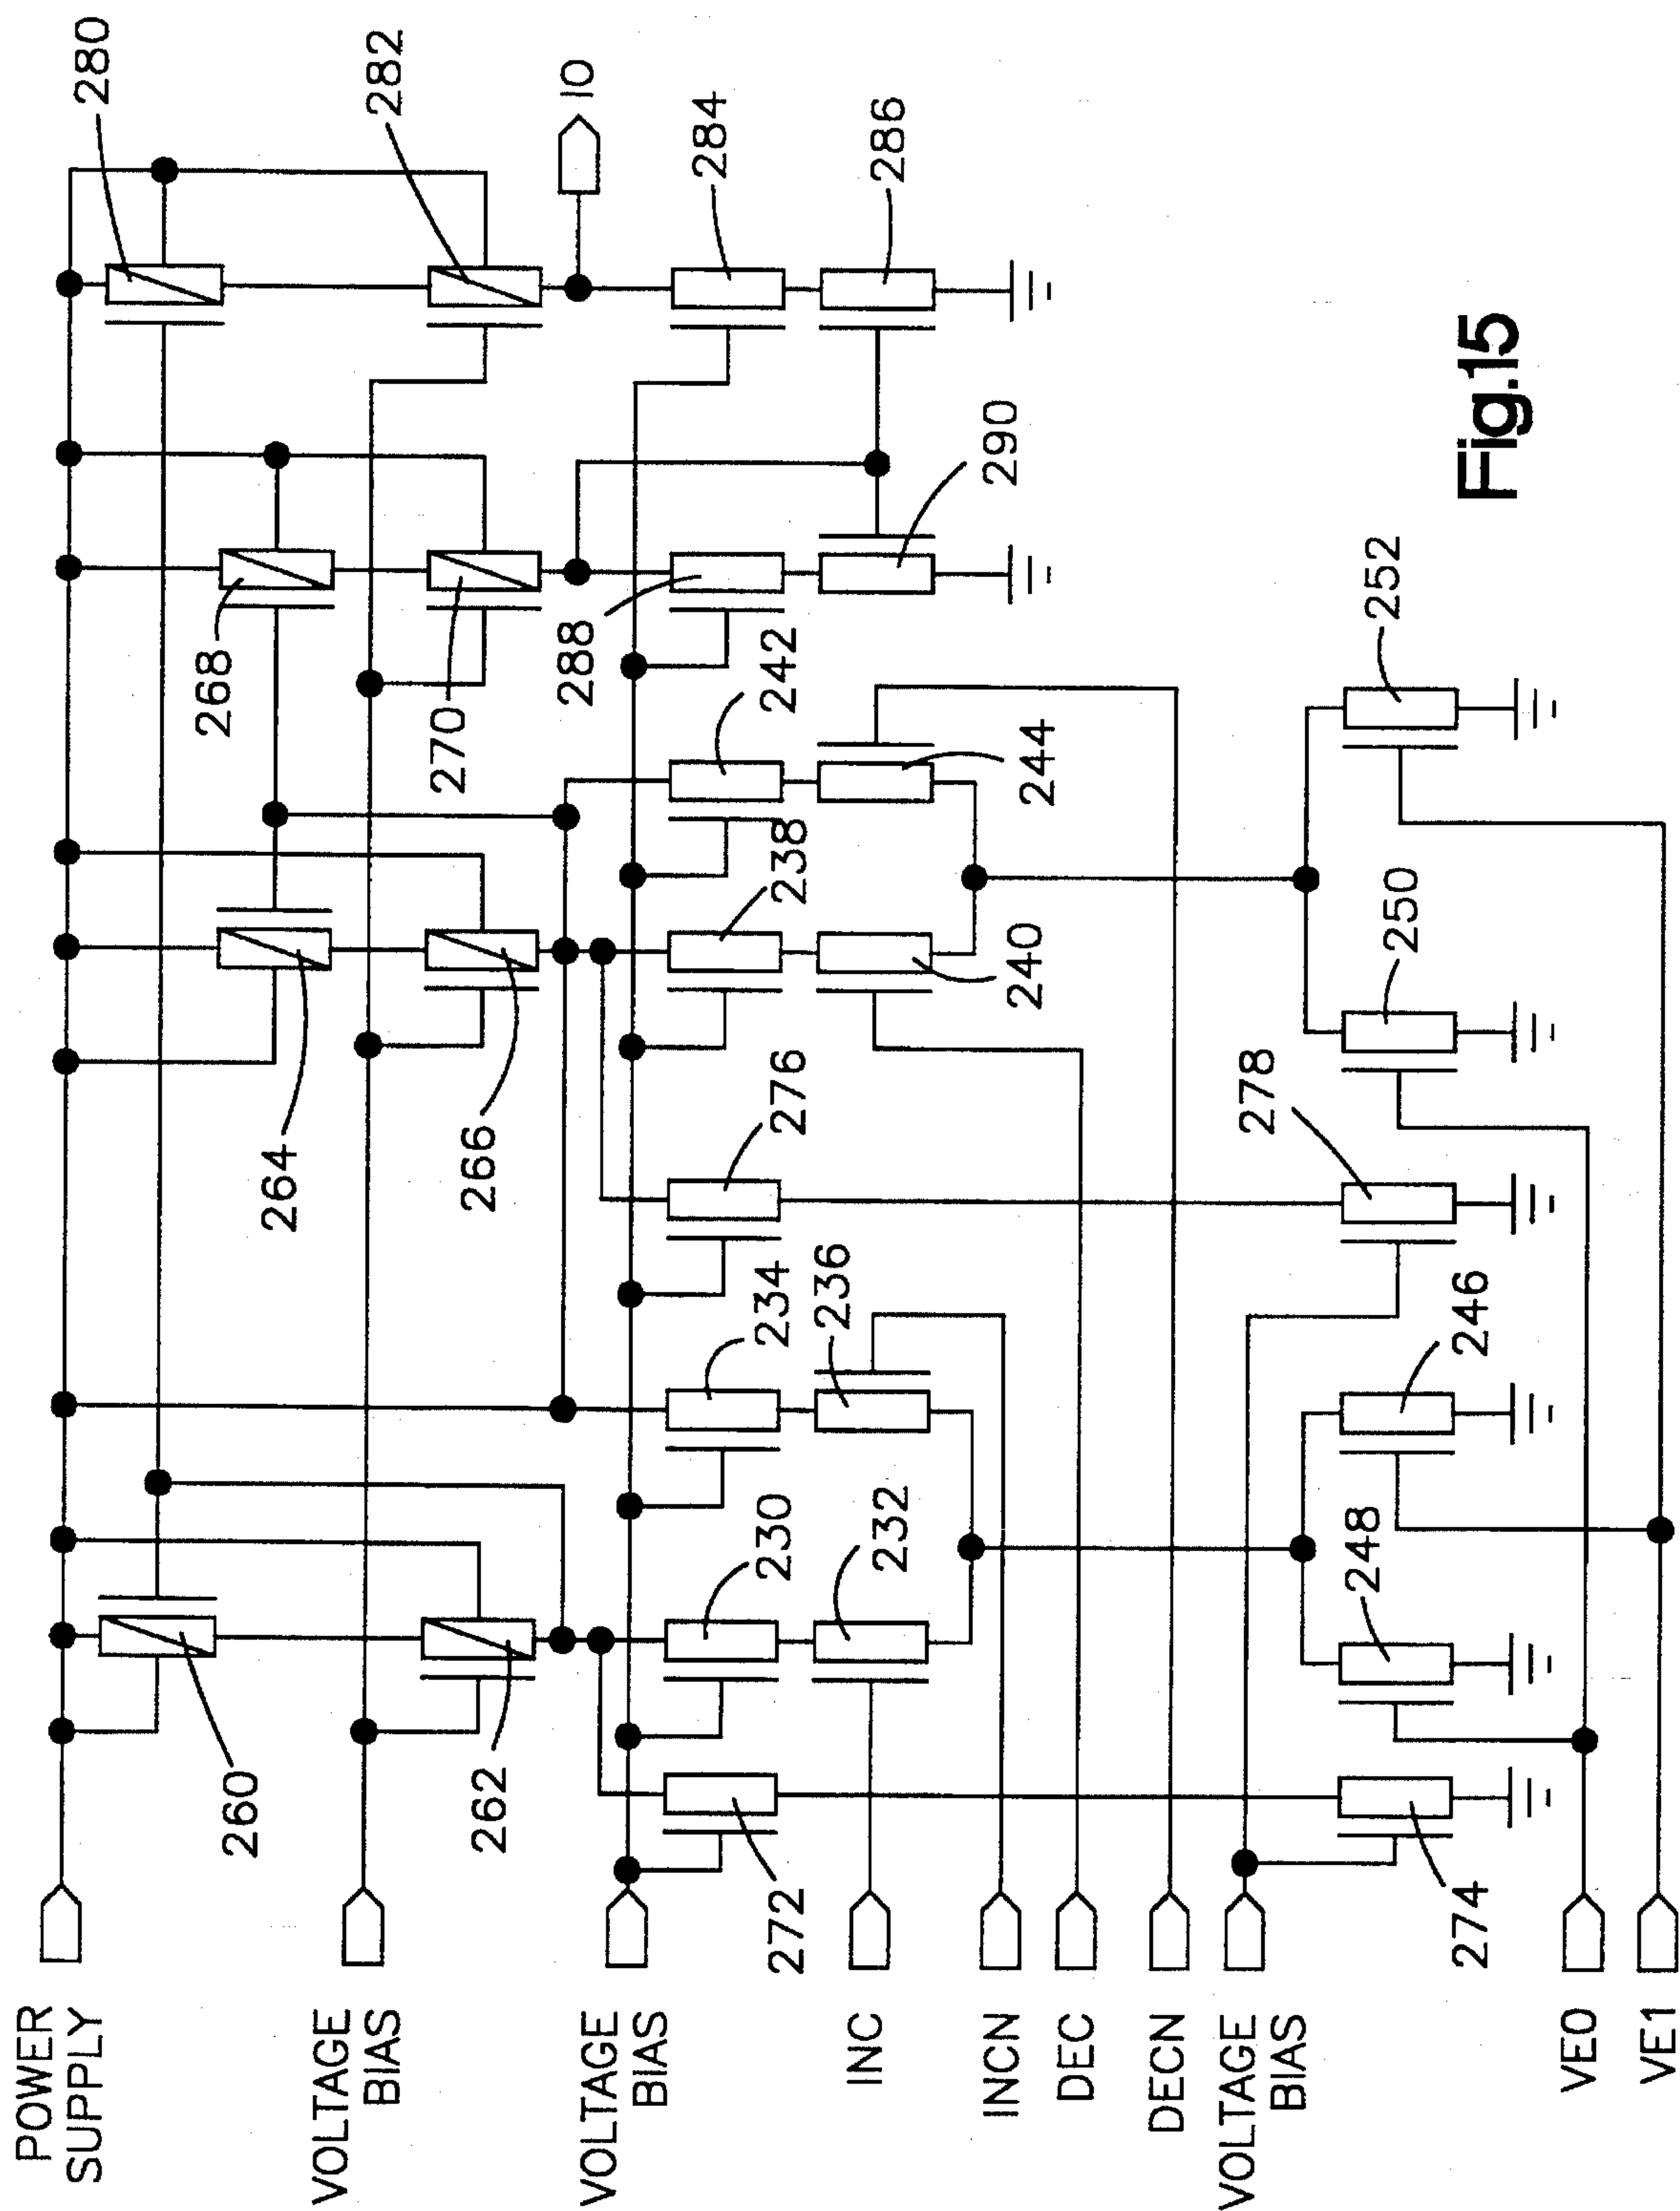 POWER
SUPPLY
280
VOLTAGE
BIAS
260
268
282
264
270
262
266
IO
VOLTAGE
BIAS
288
284
242
272
230
234
276
238
290
286
INC
232
236
240
244
INCN
DEC
DECN
VOLTAGE
BIAS
274
248
246
278
250
252
VE0
VE1
Fig.15